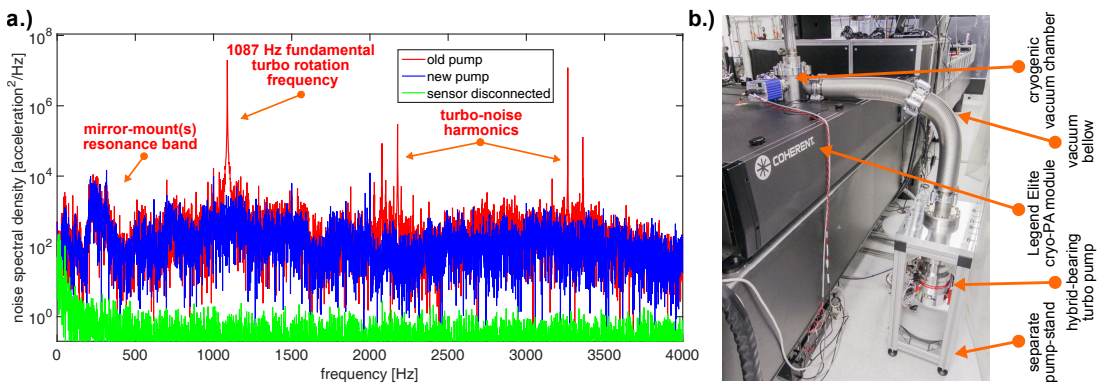 a.)
10^8
10^6
10^4
10^2
10^0
noise spectral density [acceleration^2/Hz]
0
500
1000
1500
2000
2500
3000
3500
4000
frequency [Hz]
1087 Hz fundamental
turbo rotation
frequency
mirror-mount(s)
resonance band
turbo-noise
harmonics
old pump
new pump
sensor disconnected
b.)
COHERENT
cryogenic
vacuum chamber
vacuum
bellow
Legend Elite
cryo-PA module
hybrid-bearing
turbo pump
separate
pump-stand